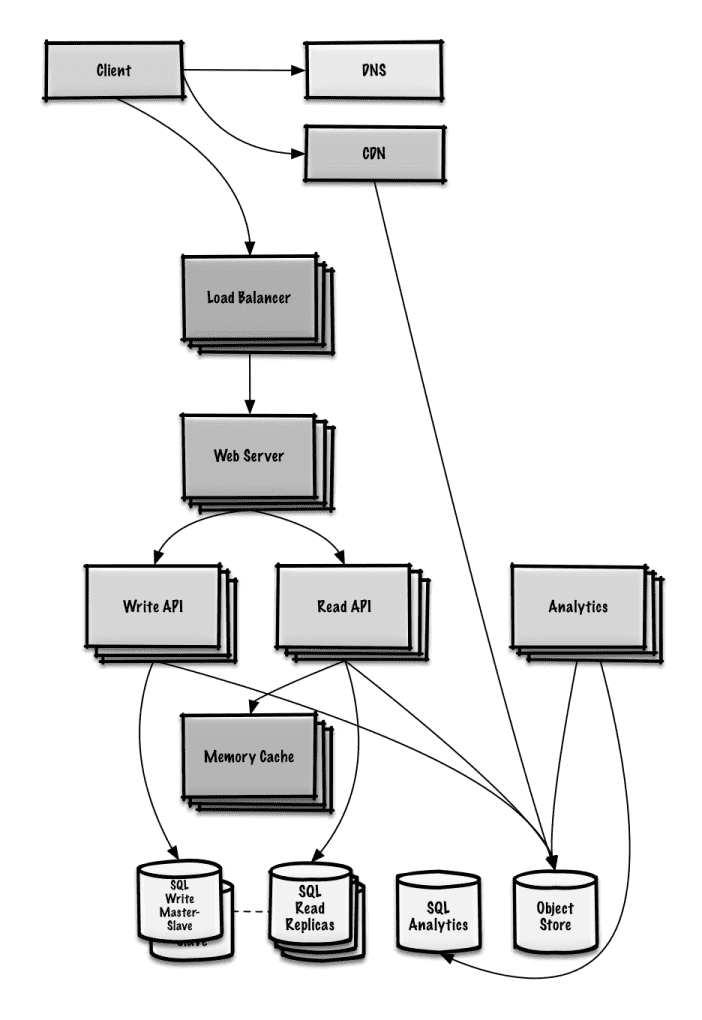 Client
DNS
CDN
Load Balancer
Web Server
Write API
Read API
Analytics
Memory Cache
SQL
Write
Master-
Slave
Slave
SQL
Read
Replicas
SQL
Analytics
Object
Store